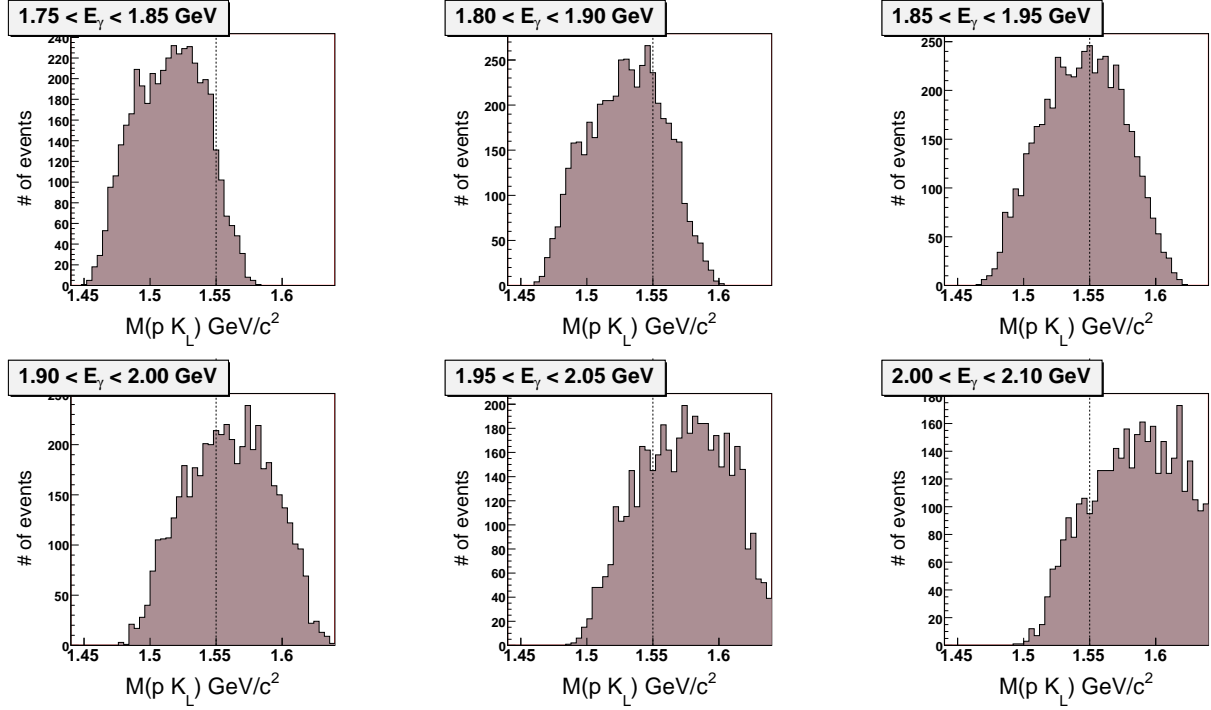 1.75 < Eγ < 1.85 GeV
240
220
200
180
160
140
120
100
80
60
40
20
0
# of events
1.45 1.5 1.55 1.6
M(p K_L) GeV/c²
1.80 < Eγ < 1.90 GeV
250
200
150
100
50
0
# of events
1.45 1.5 1.55 1.6
M(p K_L) GeV/c²
1.85 < Eγ < 1.95 GeV
250
200
150
100
50
0
# of events
1.45 1.5 1.55 1.6
M(p K_L) GeV/c²
1.90 < Eγ < 2.00 GeV
250
200
150
100
50
0
# of events
1.45 1.5 1.55 1.6
M(p K_L) GeV/c²
1.95 < Eγ < 2.05 GeV
200
180
160
140
120
100
80
60
40
20
0
# of events
1.45 1.5 1.55 1.6
M(p K_L) GeV/c²
2.00 < Eγ < 2.10 GeV
180
160
140
120
100
80
60
40
20
0
# of events
1.45 1.5 1.55 1.6
M(p K_L) GeV/c²